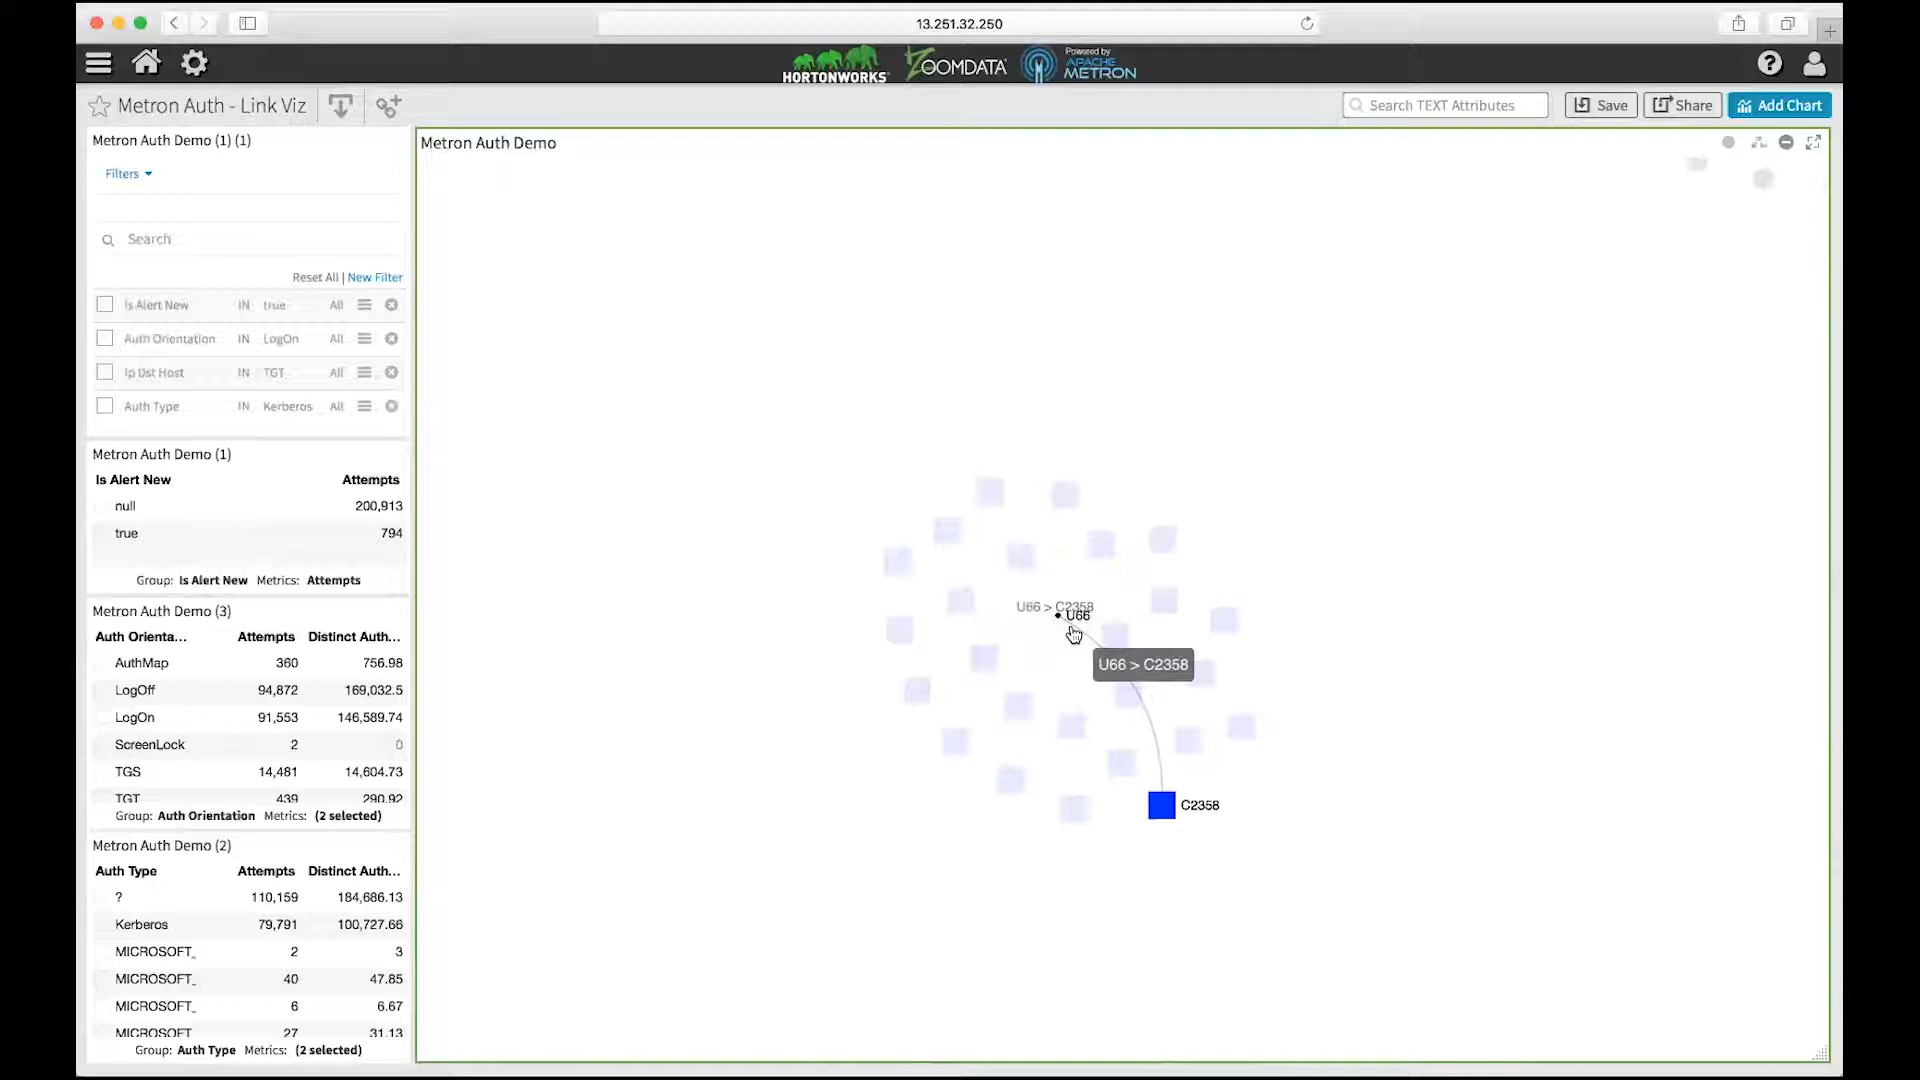 13.251.32.250
HORTONWORKS
ZOOMDATA
Powered by
APACHE
METRON
Metron Auth - Link Viz
Search TEXT Attributes
Save
Share
Add Chart
Metron Auth Demo (1) (1)
Filters
Search
Reset All | New Filter
Is Alert New IN true All
Auth Orientation IN LogOn All
Ip Dst Host IN TGT All
Auth Type IN Kerberos All
Metron Auth Demo (1)
Is Alert New Attempts
null 200,913
true 794
Group: Is Alert New Metrics: Attempts
Metron Auth Demo (3)
Auth Orienta... Attempts Distinct Auth...
AuthMap 360 756.98
LogOff 94,872 169,032.5
LogOn 91,553 146,589.74
ScreenLock 2 0
TGS 14,481 14,604.73
TGT 439 290.92
Group: Auth Orientation Metrics: (2 selected)
Metron Auth Demo (2)
Auth Type Attempts Distinct Auth...
? 110,159 184,686.13
Kerberos 79,791 100,727.66
MICROSOFT_ 2 3
MICROSOFT_ 40 47.85
MICROSOFT_ 6 6.67
MICROSOFT 27 31.13
Group: Auth Type Metrics: (2 selected)
Metron Auth Demo
U66 > C2358
U66
U66 > C2358
C2358